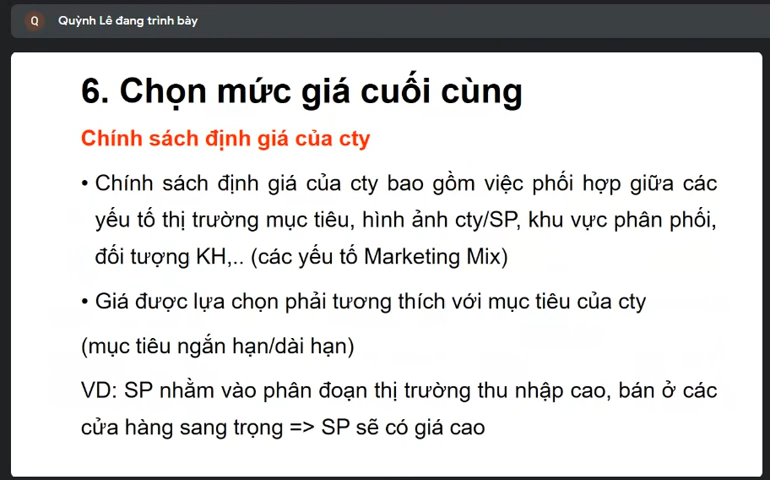 Q Quỳnh Lê đang trình bày
6. Chọn mức giá cuối cùng
Chính sách định giá của cty
• Chính sách định giá của cty bao gồm việc phối hợp giữa các
yếu tố thị trường mục tiêu, hình ảnh cty/SP, khu vực phân phối,
đối tượng KH,.. (các yếu tố Marketing Mix)
• Giá được lựa chọn phải tương thích với mục tiêu của cty
(mục tiêu ngắn hạn/dài hạn)
VD: SP nhằm vào phân đoạn thị trường thu nhập cao, bán ở các
cửa hàng sang trọng => SP sẽ có giá cao